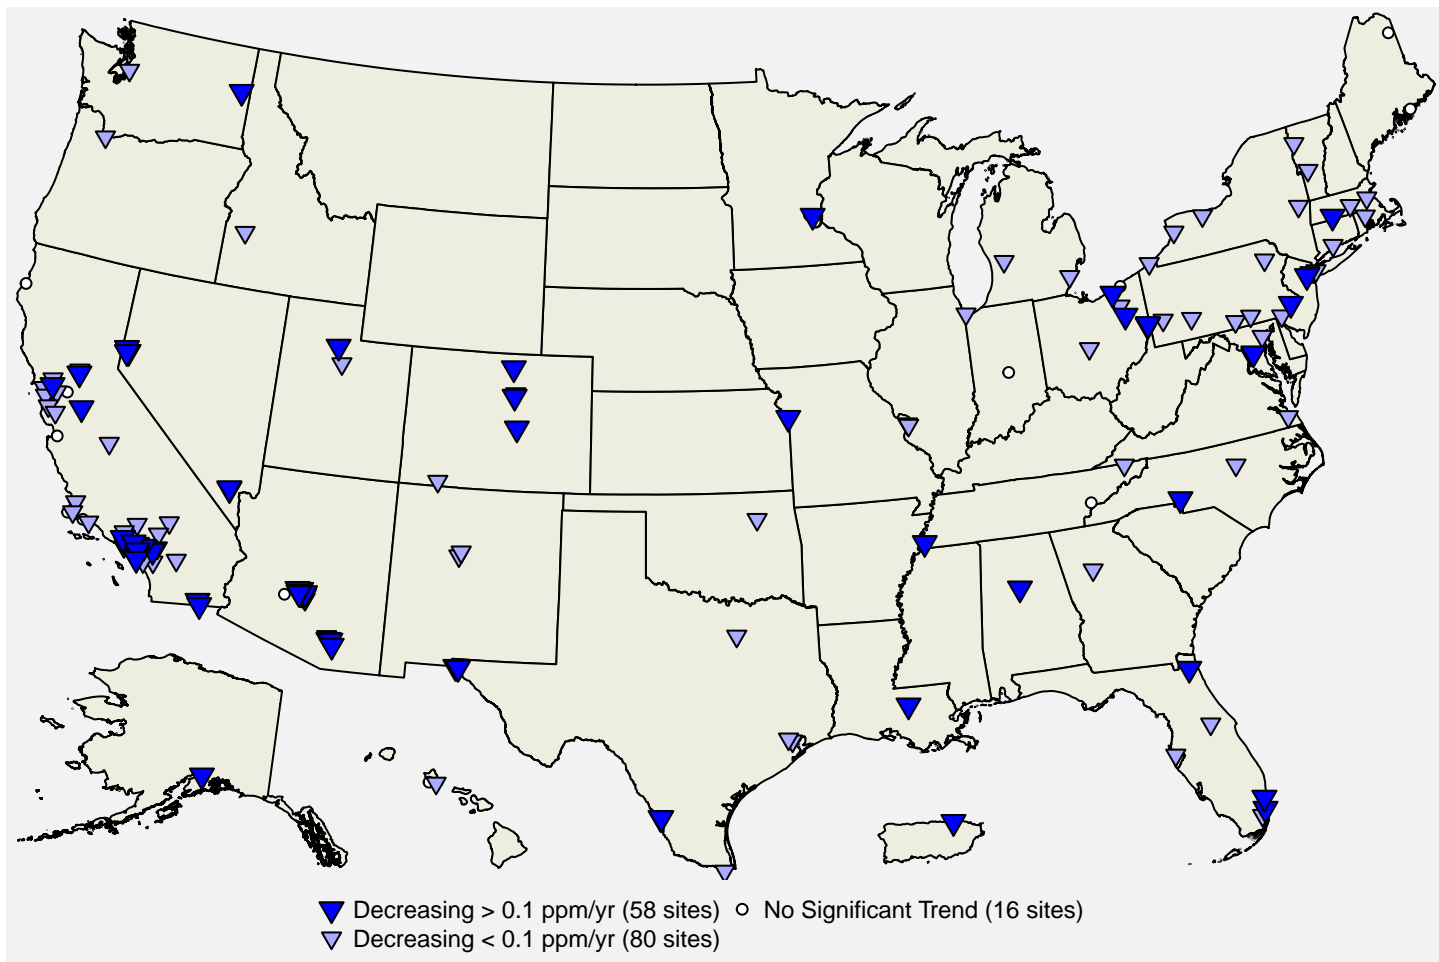 Decreasing > 0.1 ppm/yr (58 sites)
No Significant Trend (16 sites)
Decreasing < 0.1 ppm/yr (80 sites)